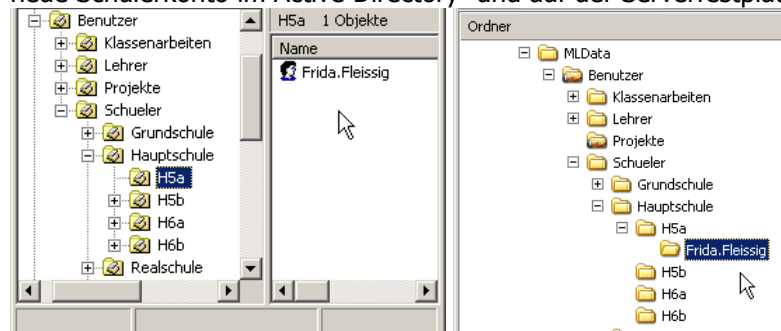 neue Schülerkonto im Active Directory und auf der Serverfestpla
Benutzer
Klassenarbeiten
Lehrer
Projekte
Schueler
Grundschule
Hauptschule
H5a
H5b
H6a
H6b
Realschule
H5a 1 Objekte
Name
Frida.Fleissig
Ordner
MLData
Benutzer
Klassenarbeiten
Lehrer
Projekte
Schueler
Grundschule
Hauptschule
H5a
Frida.Fleissig
H5b
H6a
H6b